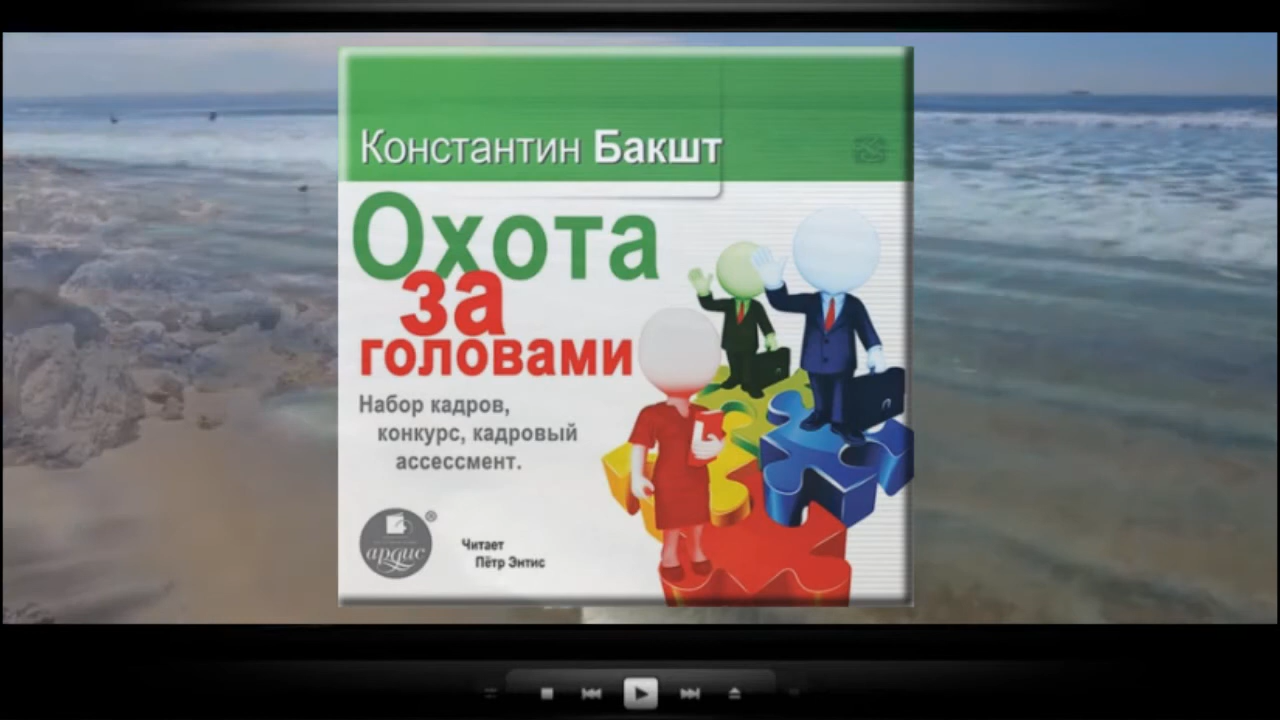 Константин Бакшт
Охота
за
головами
Набор кадров,
конкурс, кадровый
ассессмент.
ардис
®
Читает
Пётр Энтис